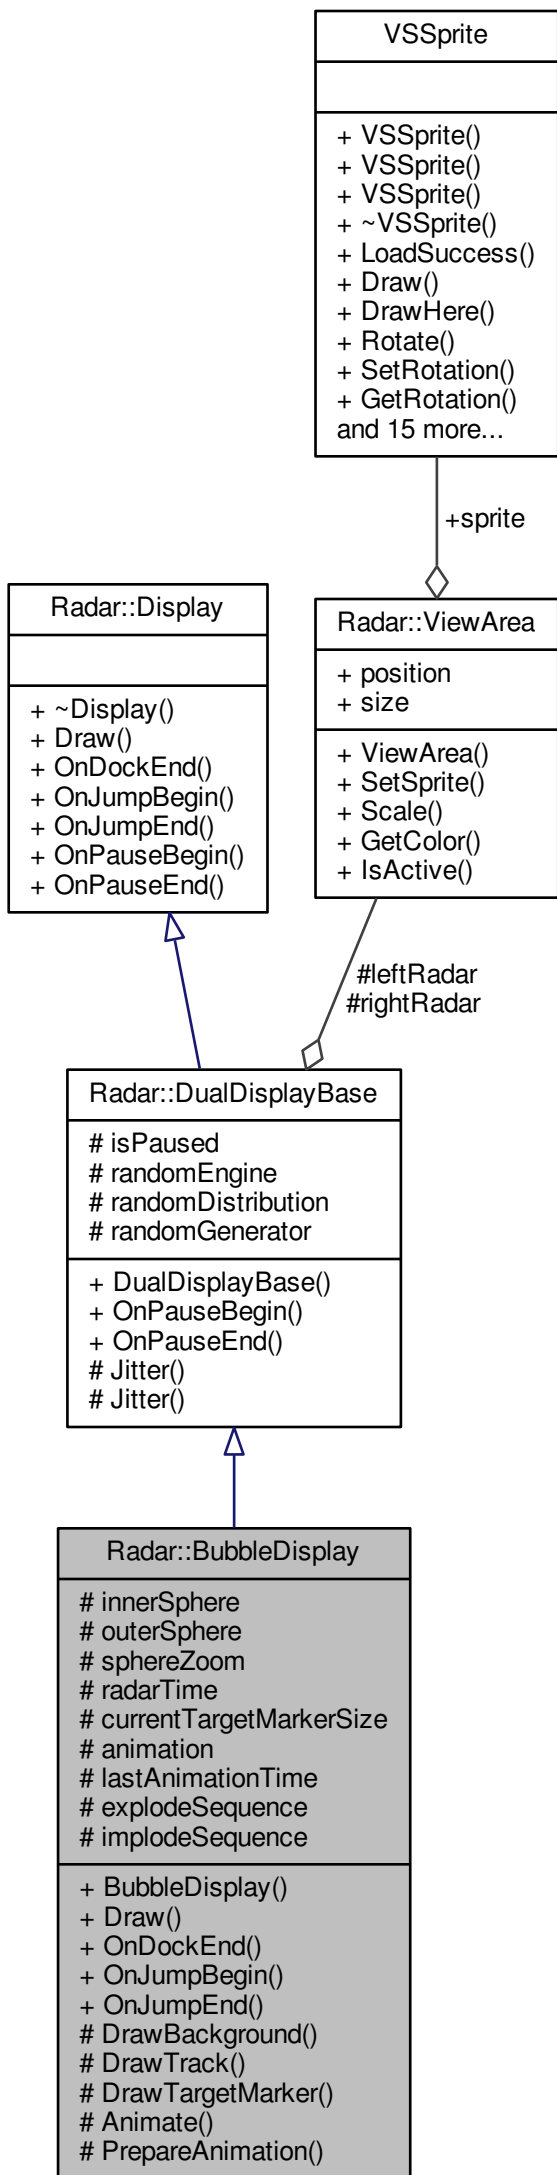 VSSprite
+ VSSprite()
+ VSSprite()
+ VSSprite()
+ ~VSSprite()
+ LoadSuccess()
+ Draw()
+ DrawHere()
+ Rotate()
+ SetRotation()
+ GetRotation()
and 15 more...
+sprite
Radar::Display
+ ~Display()
+ Draw()
+ OnDockEnd()
+ OnJumpBegin()
+ OnJumpEnd()
+ OnPauseBegin()
+ OnPauseEnd()
Radar::ViewArea
+ position
+ size
+ ViewArea()
+ SetSprite()
+ Scale()
+ GetColor()
+ IsActive()
#leftRadar
#rightRadar
Radar::DualDisplayBase
# isPaused
# randomEngine
# randomDistribution
# randomGenerator
+ DualDisplayBase()
+ OnPauseBegin()
+ OnPauseEnd()
# Jitter()
# Jitter()
Radar::BubbleDisplay
# innerSphere
# outerSphere
# sphereZoom
# radarTime
# currentTargetMarkerSize
# animation
# lastAnimationTime
# explodeSequence
# implodeSequence
+ BubbleDisplay()
+ Draw()
+ OnDockEnd()
+ OnJumpBegin()
+ OnJumpEnd()
# DrawBackground()
# DrawTrack()
# DrawTargetMarker()
# Animate()
# PrepareAnimation()